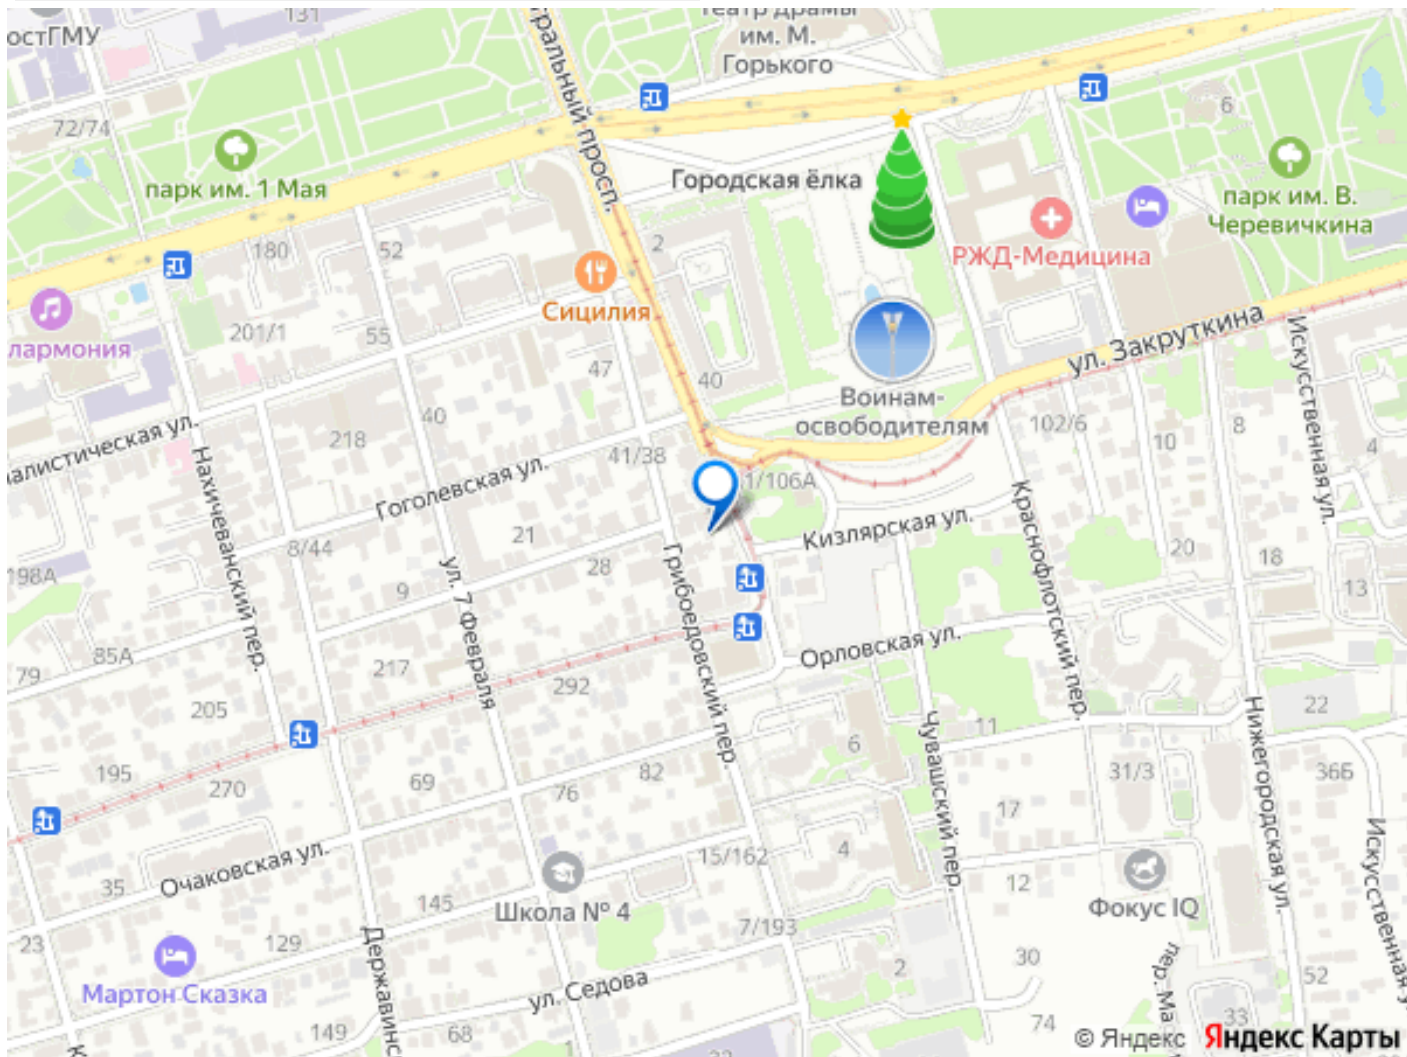 остГМУ
131
тральный просп.
Театр драмы
им. М.
Горького
6
72/74
парк им. 1 Мая
Городская ёлка
парк им. В.
Черевичкина
РЖД-Медицина
180
52
2
Сицилия
201/1
55
лармония
47
40
Воинам-
освободителям
ул. Закруткина
Искусственная ул.
218
40
102/6
10
8
4
41/38
1/106А
алистическая ул.
Нахичеванский пер.
Гоголевская ул.
Кизлярская ул.
Краснофлотский пер.
8/44
21
28
20
18
13
198А
9
ул. 7 Февраля
Грибоедовский пер.
85А
79
217
292
205
Орловская ул.
11
22
Чувашский пер.
Нижегородская ул.
195
270
69
82
76
6
31/3
36Б
17
Искусственная у
Очаковская ул.
35
15/162
4
12
Школа № 4
145
Фокус IQ
23
129
7/193
30
2
52
Мартон Сказка
Державинс
ул. Седова
пер. Ма
149
68
1
74
33
© Яндекс Яндекс Карты